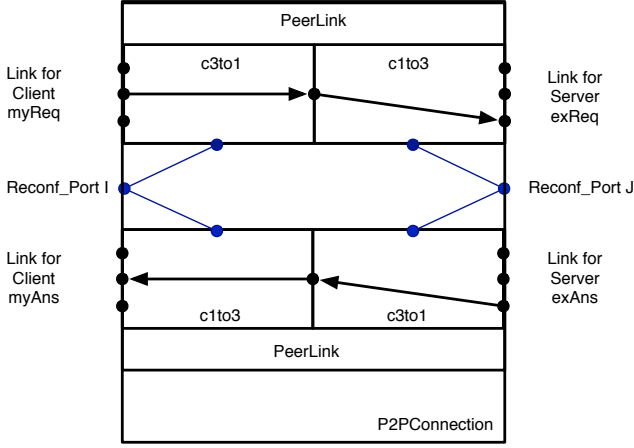 PeerLink
c3to1
c1to3
Link for
Client
myReq
Link for
Server
exReq
Reconf_Port I
Reconf_Port J
Link for
Client
myAns
Link for
Server
exAns
c1to3
c3to1
PeerLink
P2PConnection